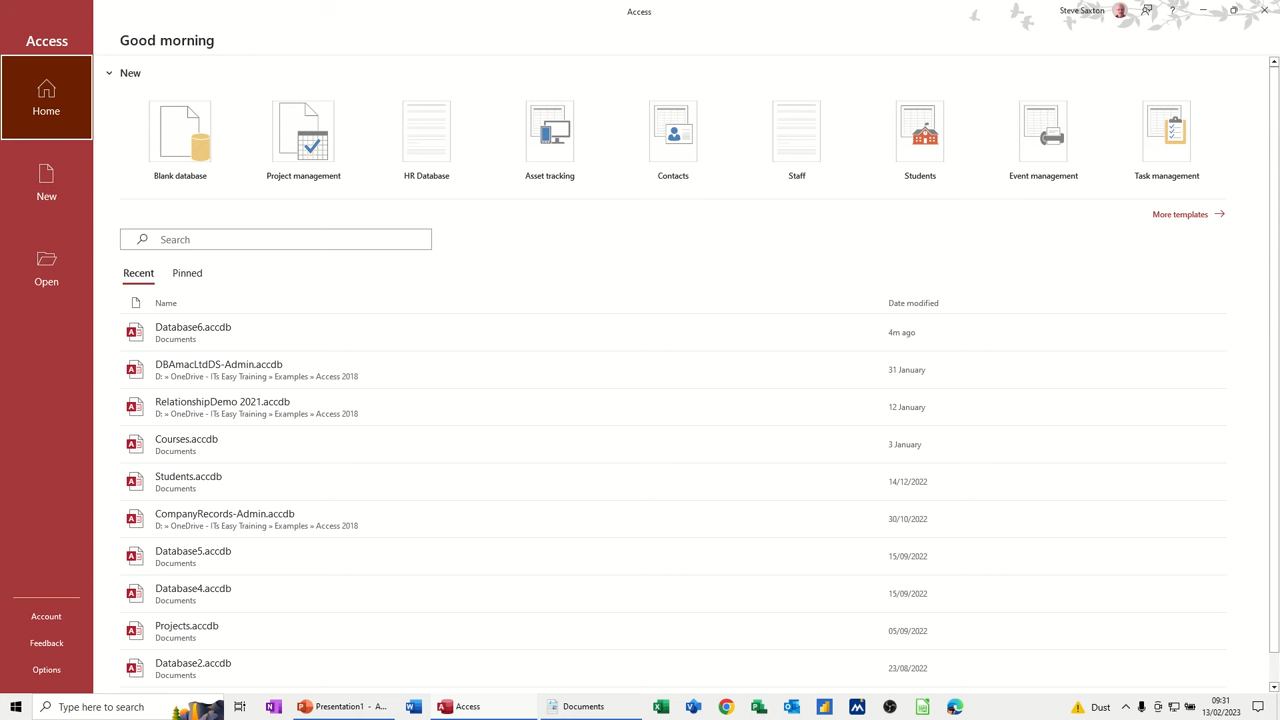 Access
Steve Saxton
?
Access
Good morning
New
Home
New
Open
Blank database
Project management
HR Database
Asset tracking
Contacts
Staff
Students
Event management
Task management
More templates
Search
Recent
Pinned
Name
Date modified
Database6.accdb
Documents
4m ago
DBAmacLtdDS-Admin.accdb
D: » OneDrive - ITs Easy Training » Examples » Access 2018
31 January
RelationshipDemo 2021.accdb
D: » OneDrive - ITs Easy Training » Examples » Access 2018
12 January
Courses.accdb
Documents
3 January
Students.accdb
Documents
14/12/2022
CompanyRecords-Admin.accdb
D: » OneDrive - ITs Easy Training » Examples » Access 2018
30/10/2022
Database5.accdb
Documents
15/09/2022
Database4.accdb
Documents
15/09/2022
Projects.accdb
Documents
05/09/2022
Database2.accdb
Documents
23/08/2022
Account
Feedback
Options
Type here to search
Presentation1 - A...
Access
Documents
Dust
09:31
13/02/2023